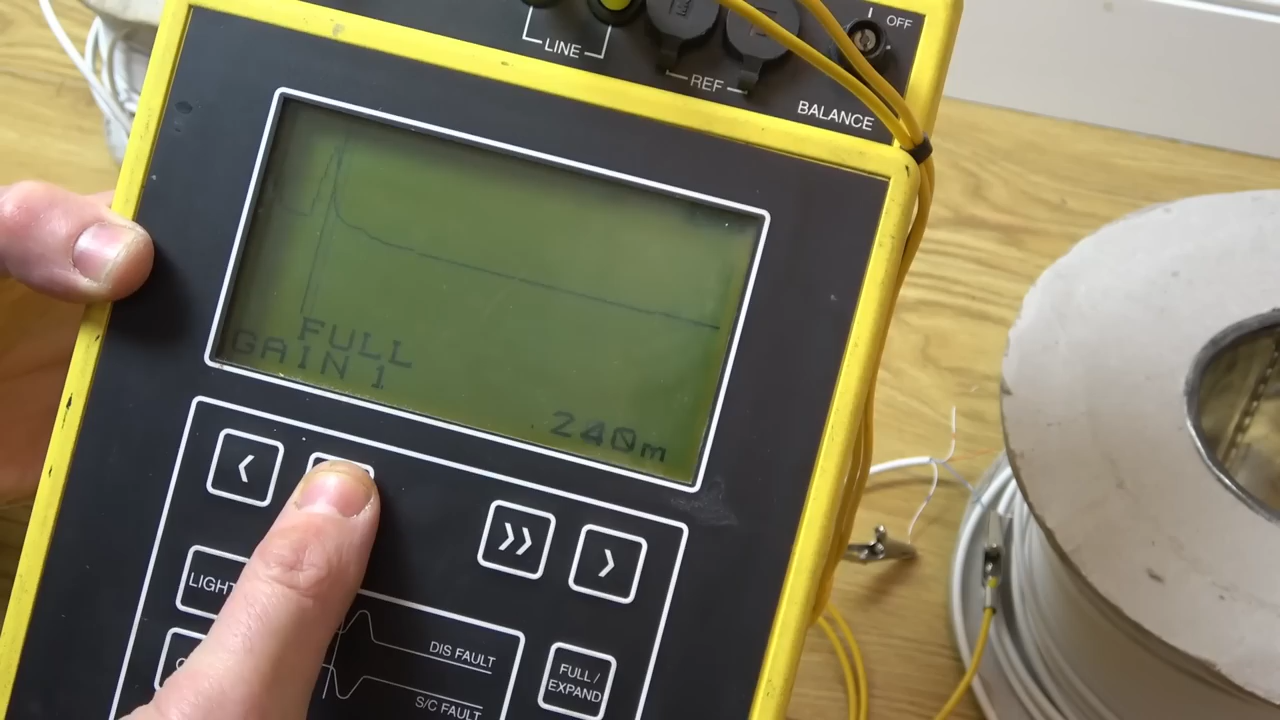 OFF
LINE
REF
BALANCE
FULL
GAIN 1
240m
LIGHT
DIS FAULT
S/C FAULT
FULL /
EXPAND